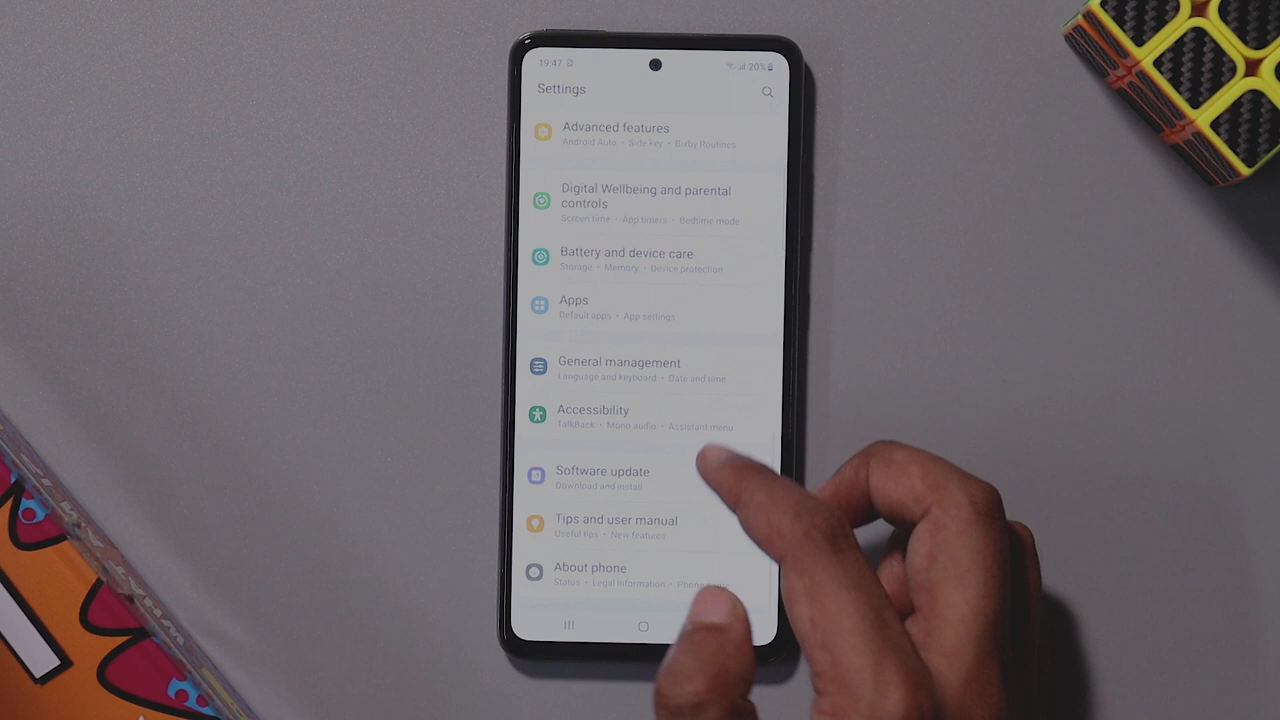 19:47
20%
Settings
Advanced features
Android Auto • Side key • Bixby Routines
Digital Wellbeing and parental
controls
Screen time • App timers • Bedtime mode
Battery and device care
Storage • Memory • Device protection
Apps
Default apps • App settings
General management
Language and keyboard • Date and time
Accessibility
TalkBack • Mono audio • Assistant menu
Software update
Download and install
Tips and user manual
Useful tips • New features
About phone
Status • Legal information • Phone